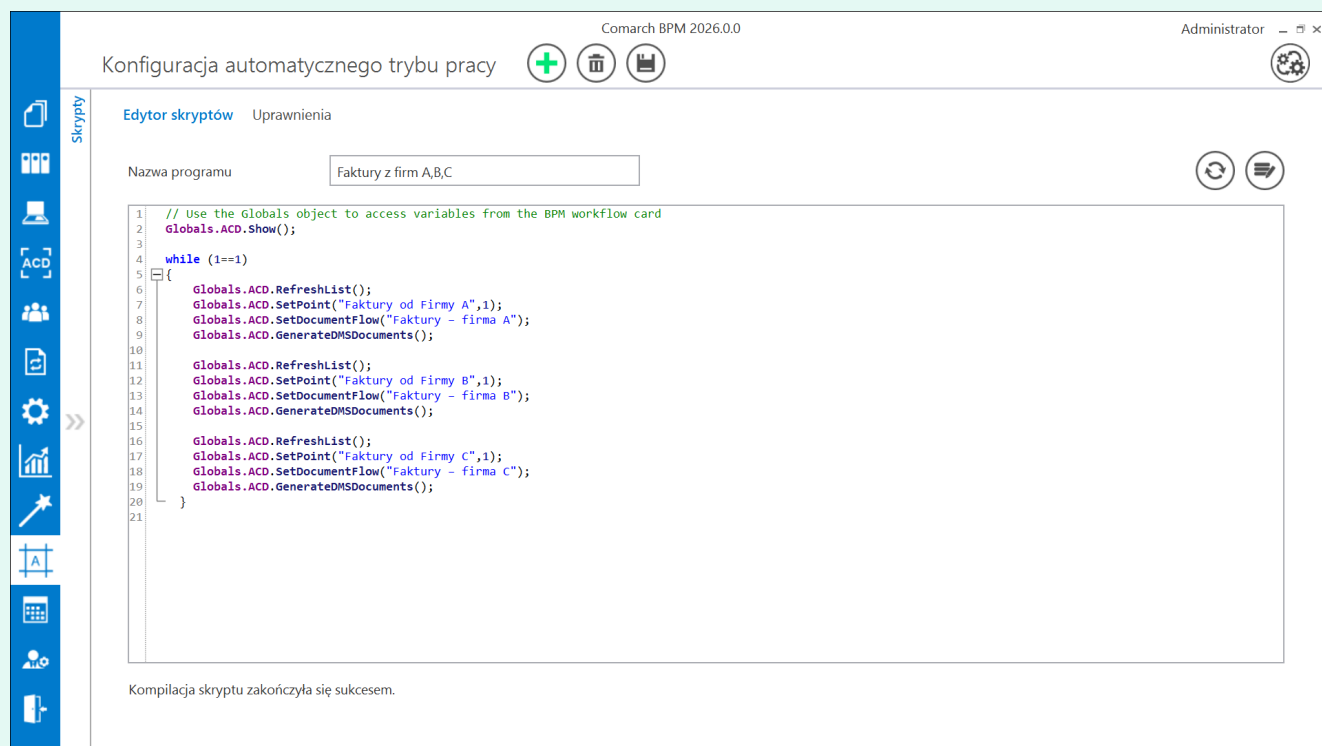 Comarch BPM 2026.0.0
Administrator
Konfiguracja automatycznego trybu pracy
Skrypty
Edytor skryptów Uprawnienia
ACD
A
Nazwa programu Faktury z firm A,B,C
1 // Use the Globals object to access variables from the BPM workflow card
2 Globals.ACD.Show();
3
4 while (1==1)
5 {
6 Globals.ACD.RefreshList();
7 Globals.ACD.SetPoint("Faktury od Firmy A",1);
8 Globals.ACD.SetDocumentFlow("Faktury – firma A");
9 Globals.ACD.GenerateDMSDocuments();
10
11 Globals.ACD.RefreshList();
12 Globals.ACD.SetPoint("Faktury od Firmy B",1);
13 Globals.ACD.SetDocumentFlow("Faktury – firma B");
14 Globals.ACD.GenerateDMSDocuments();
15
16 Globals.ACD.RefreshList();
17 Globals.ACD.SetPoint("Faktury od Firmy C",1);
18 Globals.ACD.SetDocumentFlow("Faktury – firma C");
19 Globals.ACD.GenerateDMSDocuments();
20 }
21
Kompilacja skryptu zakończyła się sukcesem.